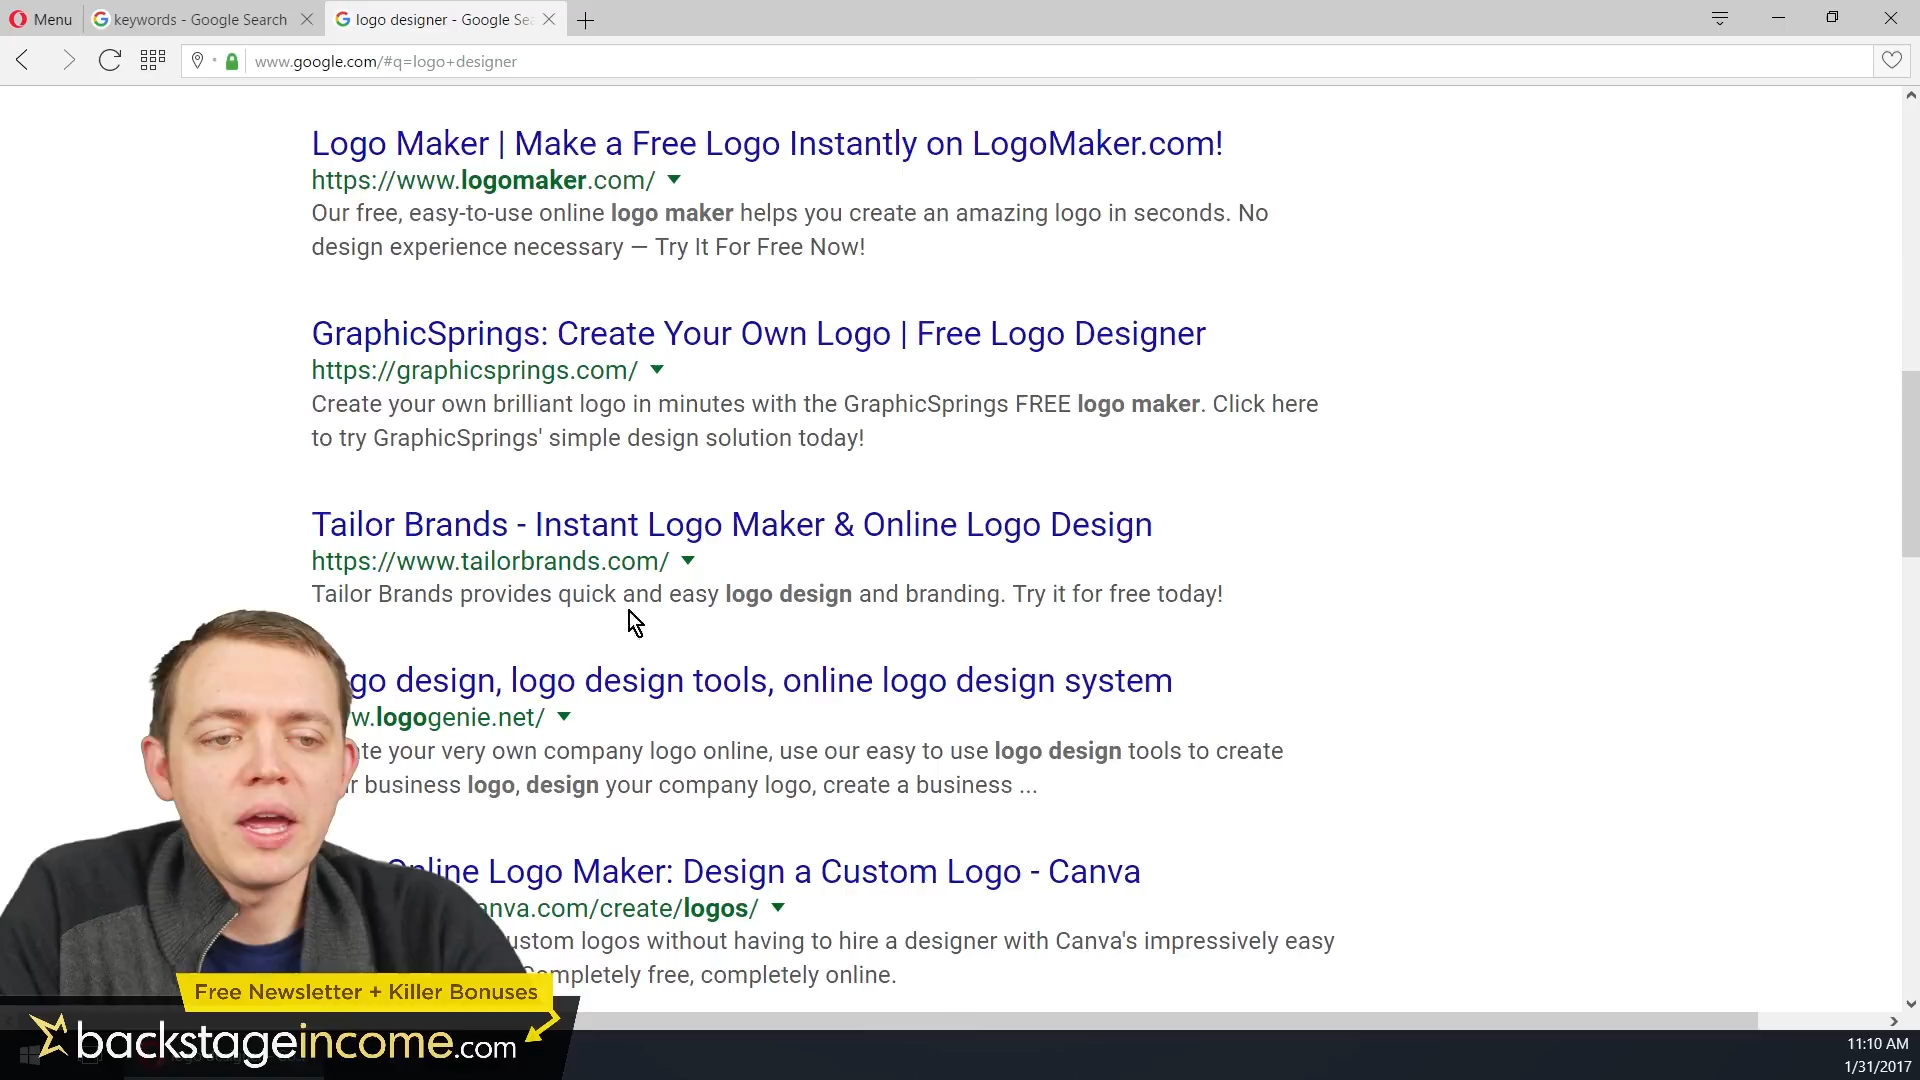 Menu
keywords - Google Search
logo designer - Google Se
www.google.com/#q=logo+designer
Logo Maker | Make a Free Logo Instantly on LogoMaker.com!
https://www.logomaker.com/
Our free, easy-to-use online logo maker helps you create an amazing logo in seconds. No
design experience necessary — Try It For Free Now!
GraphicSprings: Create Your Own Logo | Free Logo Designer
https://graphicsprings.com/
Create your own brilliant logo in minutes with the GraphicSprings FREE logo maker. Click here
to try GraphicSprings' simple design solution today!
Tailor Brands - Instant Logo Maker & Online Logo Design
https://www.tailorbrands.com/
Tailor Brands provides quick and easy logo design and branding. Try it for free today!
go design, logo design tools, online logo design system
w.logogenie.net/
te your very own company logo online, use our easy to use logo design tools to create
r business logo, design your company logo, create a business ...
Online Logo Maker: Design a Custom Logo - Canva
anva.com/create/logos/
ustom logos without having to hire a designer with Canva's impressively easy
Completely free, completely online.
Free Newsletter + Killer Bonuses
backstageincome.com
11:10 AM
1/31/2017